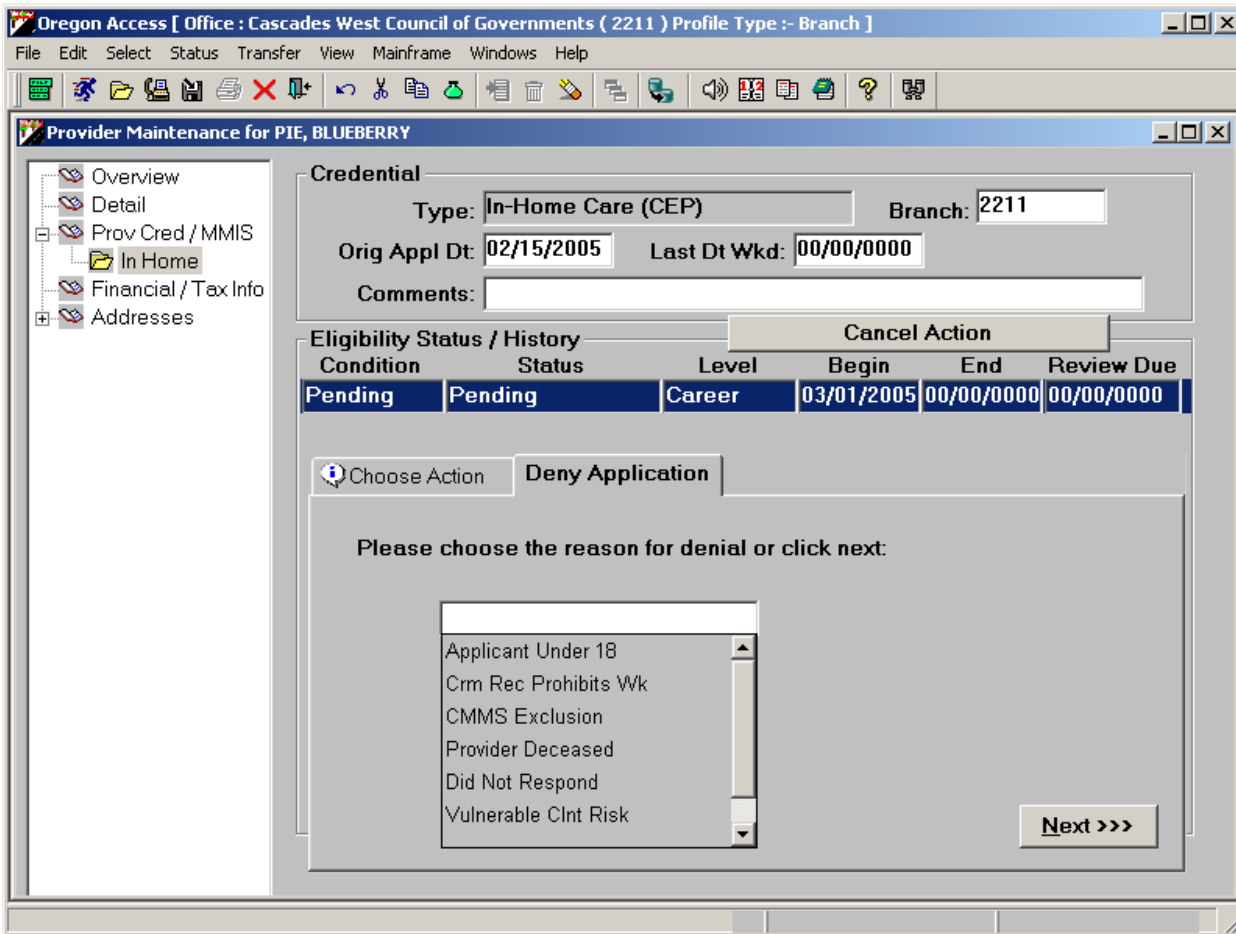 Oregon Access [ Office : Cascades West Council of Governments ( 2211 ) Profile Type :- Branch ]
File Edit Select Status Transfer View Mainframe Windows Help
Provider Maintenance for PIE, BLUEBERRY
Overview
Detail
Prov Cred / MMIS
In Home
Financial / Tax Info
Addresses
Credential
Type: In-Home Care (CEP) Branch: 2211
Orig Appl Dt: 02/15/2005 Last Dt Wkd: 00/00/0000
Comments:
Cancel Action
Eligibility Status / History
Condition Status Level Begin End Review Due
Pending Pending Career 03/01/2005 00/00/0000 00/00/0000
Choose Action Deny Application
Please choose the reason for denial or click next:
Applicant Under 18
Crm Rec Prohibits Wk
CMMS Exclusion
Provider Deceased
Did Not Respond
Vulnerable Clnt Risk
Next >>>